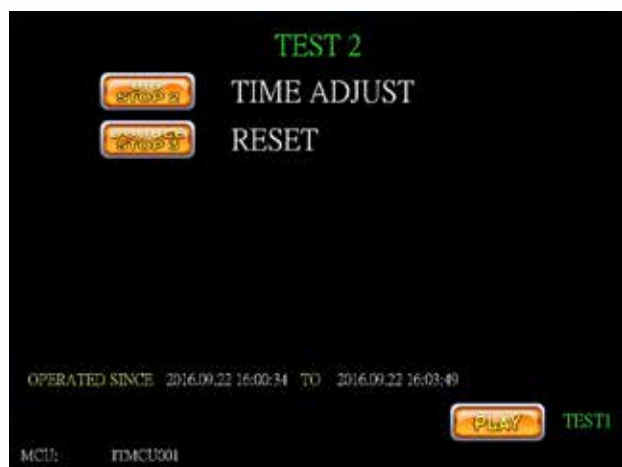 TEST 2
STOP 2 TIME ADJUST
STOP 3 RESET
OPERATED SINCE 2016.09.22 16:00:34 TO 2016.09.22 16:03:49
PLAY TEST1
MCU: